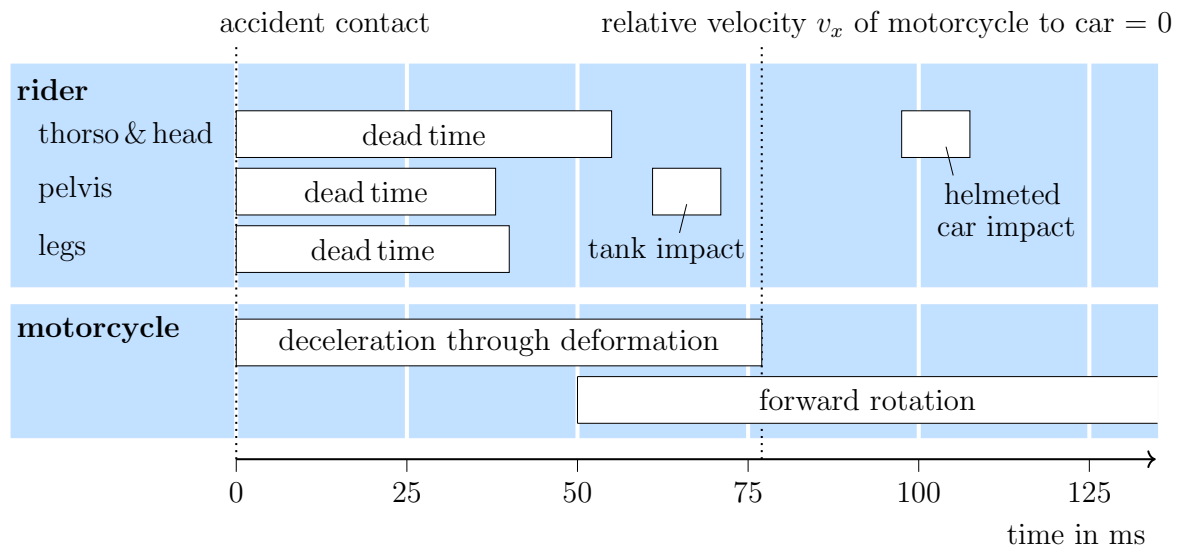 accident contact
relative velocity vₓ of motorcycle to car = 0
rider
thorso & head
dead time
pelvis
dead time
helmeted
car impact
legs
dead time
tank impact
motorcycle
deceleration through deformation
forward rotation
0 25 50 75 100 125
time in ms